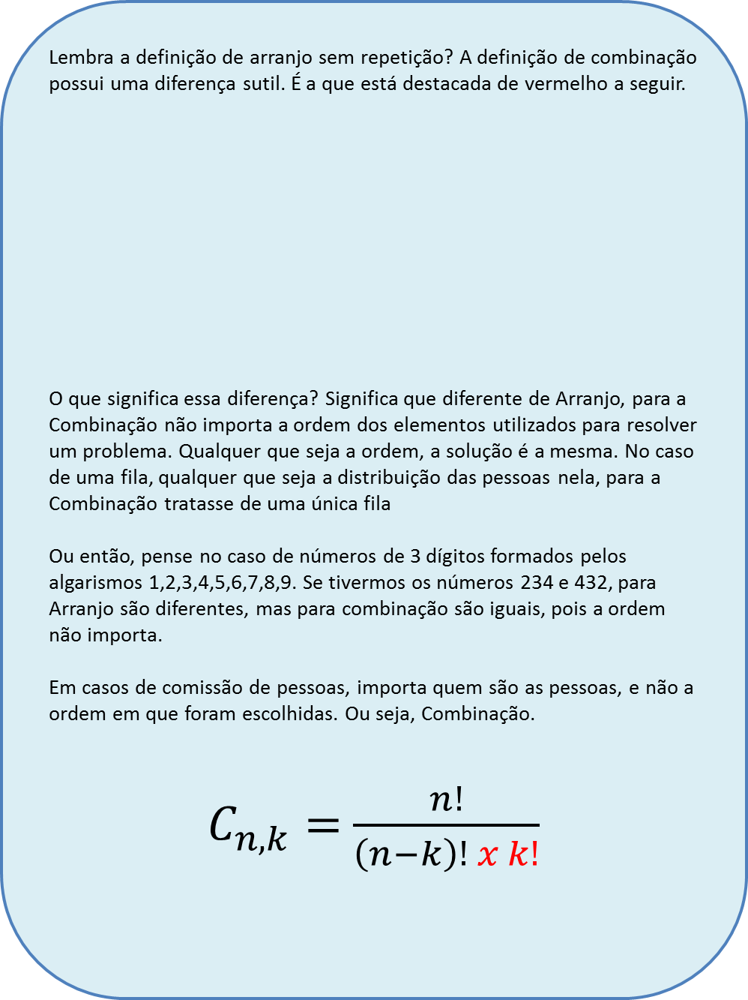 Lembra a definição de arranjo sem repetição? A definição de combinação
possui uma diferença sutil. É a que está destacada de vermelho a seguir.
O que significa essa diferença? Significa que diferente de Arranjo, para a
Combinação não importa a ordem dos elementos utilizados para resolver
um problema. Qualquer que seja a ordem, a solução é a mesma. No caso
de uma fila, qualquer que seja a distribuição das pessoas nela, para a
Combinação tratasse de uma única fila
Ou então, pense no caso de números de 3 dígitos formados pelos
algarismos 1,2,3,4,5,6,7,8,9. Se tivermos os números 234 e 432, para
Arranjo são diferentes, mas para combinação são iguais, pois a ordem
não importa.
Em casos de comissão de pessoas, importa quem são as pessoas, e não a
ordem em que foram escolhidas. Ou seja, Combinação.
C_{n,k} = \frac{n!}{(n-k)! x k!}